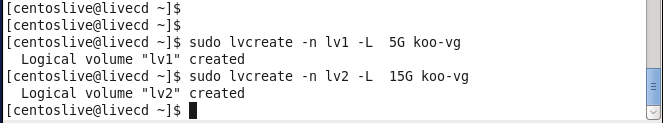 [centoslive@livecd ~]$
[centoslive@livecd ~]$
[centoslive@livecd ~]$ sudo lvcreate -n lv1 -L  5G koo-vg
  Logical volume "lv1" created
[centoslive@livecd ~]$ sudo lvcreate -n lv2 -L  15G koo-vg
  Logical volume "lv2" created
[centoslive@livecd ~]$